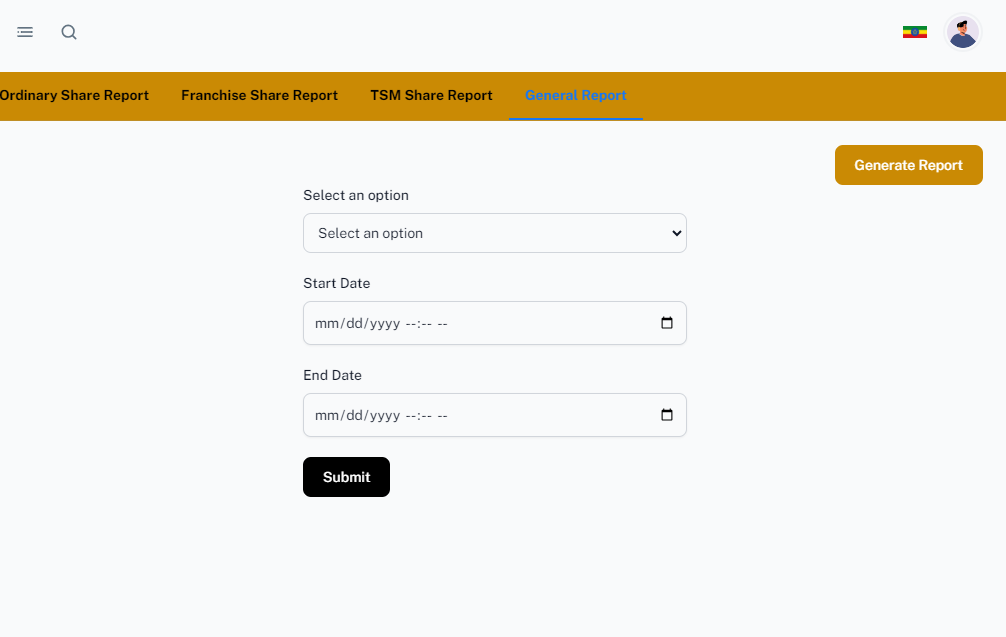 Ordinary Share Report Franchise Share Report TSM Share Report General Report
Generate Report
Select an option
Select an option
Start Date
mm/dd/yyyy --:-- --
End Date
mm/dd/yyyy --:-- --
Submit